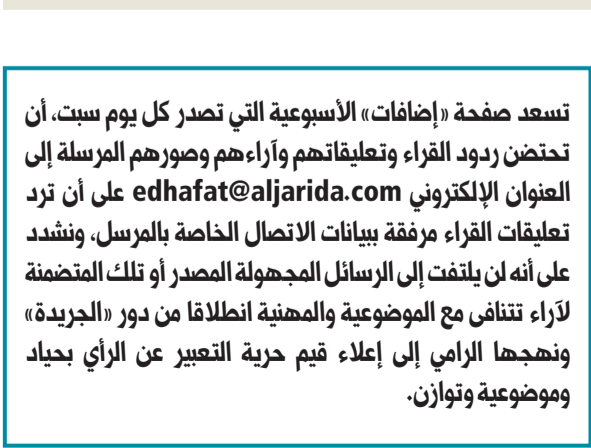 تسعد صفحة «إضافات» الأسبوعية التي تصدر كل يوم سبت، أن
تحتضن ردود القراء وتعليقاتهم وآراءهم وصورهم المرسلة إلى
العنوان الإلكتروني edhafat@aljarida.com على أن ترد
تعليقات القراء مرفقة ببيانات الاتصال الخاصة بالمرسل، ونشدد
على أنه لن يلتفت إلى الرسائل المجهولة المصدر أو تلك المتضمنة
لآراء تتنافى مع الموضوعية والمهنية انطلاقا من دور «الجريدة»
ونهجها الرامي إلى إعلاء قيم حرية التعبير عن الرأي بحياد
وموضوعية وتوازن.